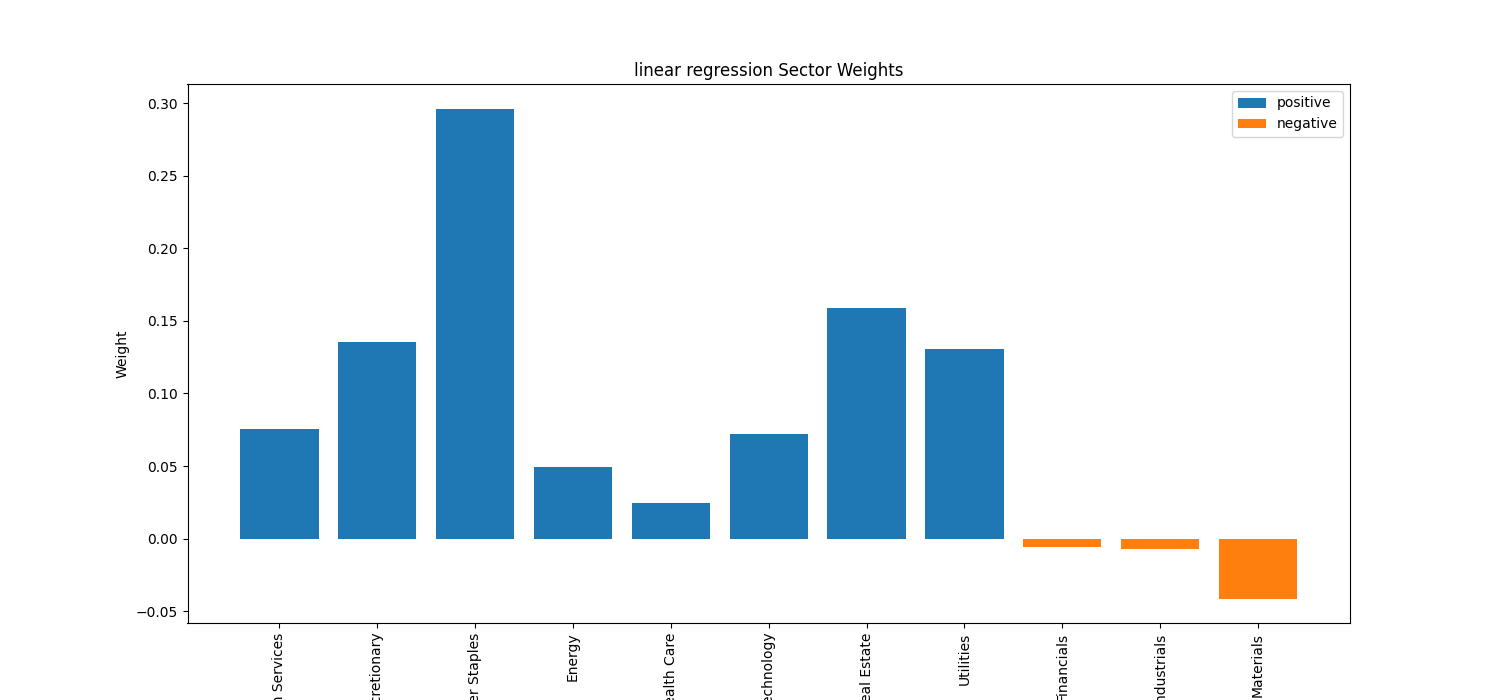 linear regression Sector Weights
positive
negative
Weight
0.30
0.25
0.20
0.15
0.10
0.05
0.00
−0.05
Services
cretionary
er Staples
Energy
ealth Care
echnology
eal Estate
Utilities
Financials
ndustrials
Materials